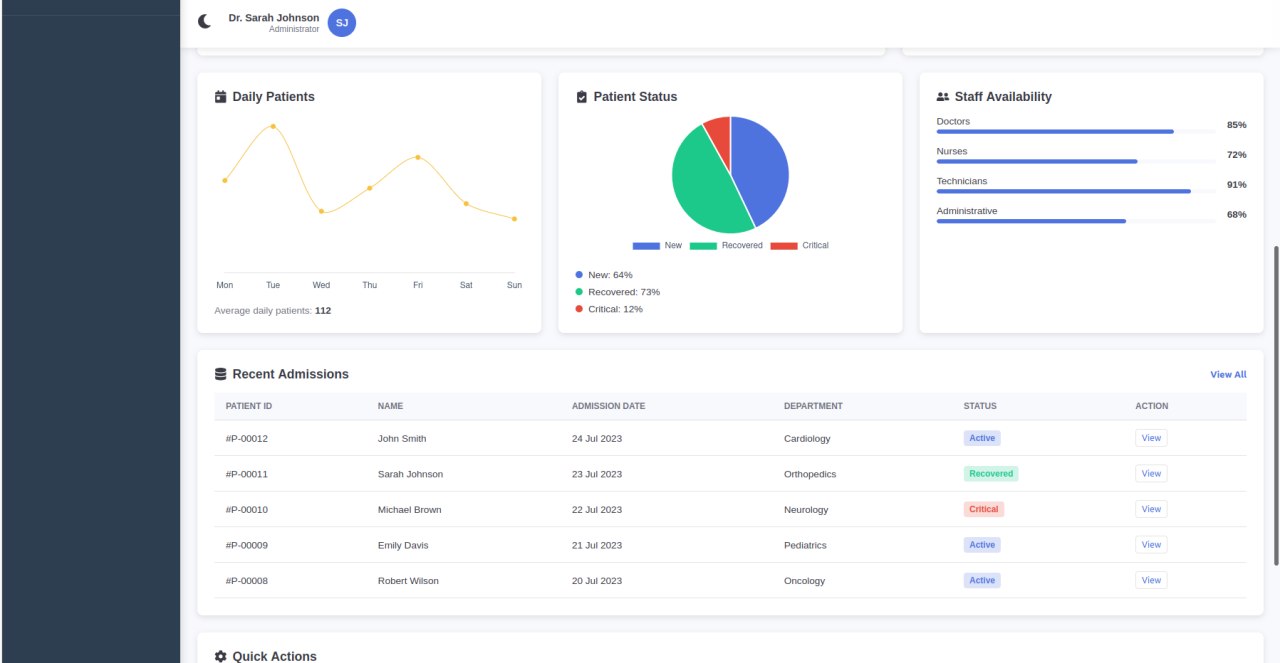 Dr. Sarah Johnson
Administrator
SJ
Daily Patients
Mon Tue Wed Thu Fri Sat Sun
Average daily patients: 112
Patient Status
New Recovered Critical
New: 64%
Recovered: 73%
Critical: 12%
Staff Availability
Doctors 85%
Nurses 72%
Technicians 91%
Administrative 68%
Recent Admissions View All
PATIENT ID NAME ADMISSION DATE DEPARTMENT STATUS ACTION
#P-00012 John Smith 24 Jul 2023 Cardiology Active View
#P-00011 Sarah Johnson 23 Jul 2023 Orthopedics Recovered View
#P-00010 Michael Brown 22 Jul 2023 Neurology Critical View
#P-00009 Emily Davis 21 Jul 2023 Pediatrics Active View
#P-00008 Robert Wilson 20 Jul 2023 Oncology Active View
Quick Actions